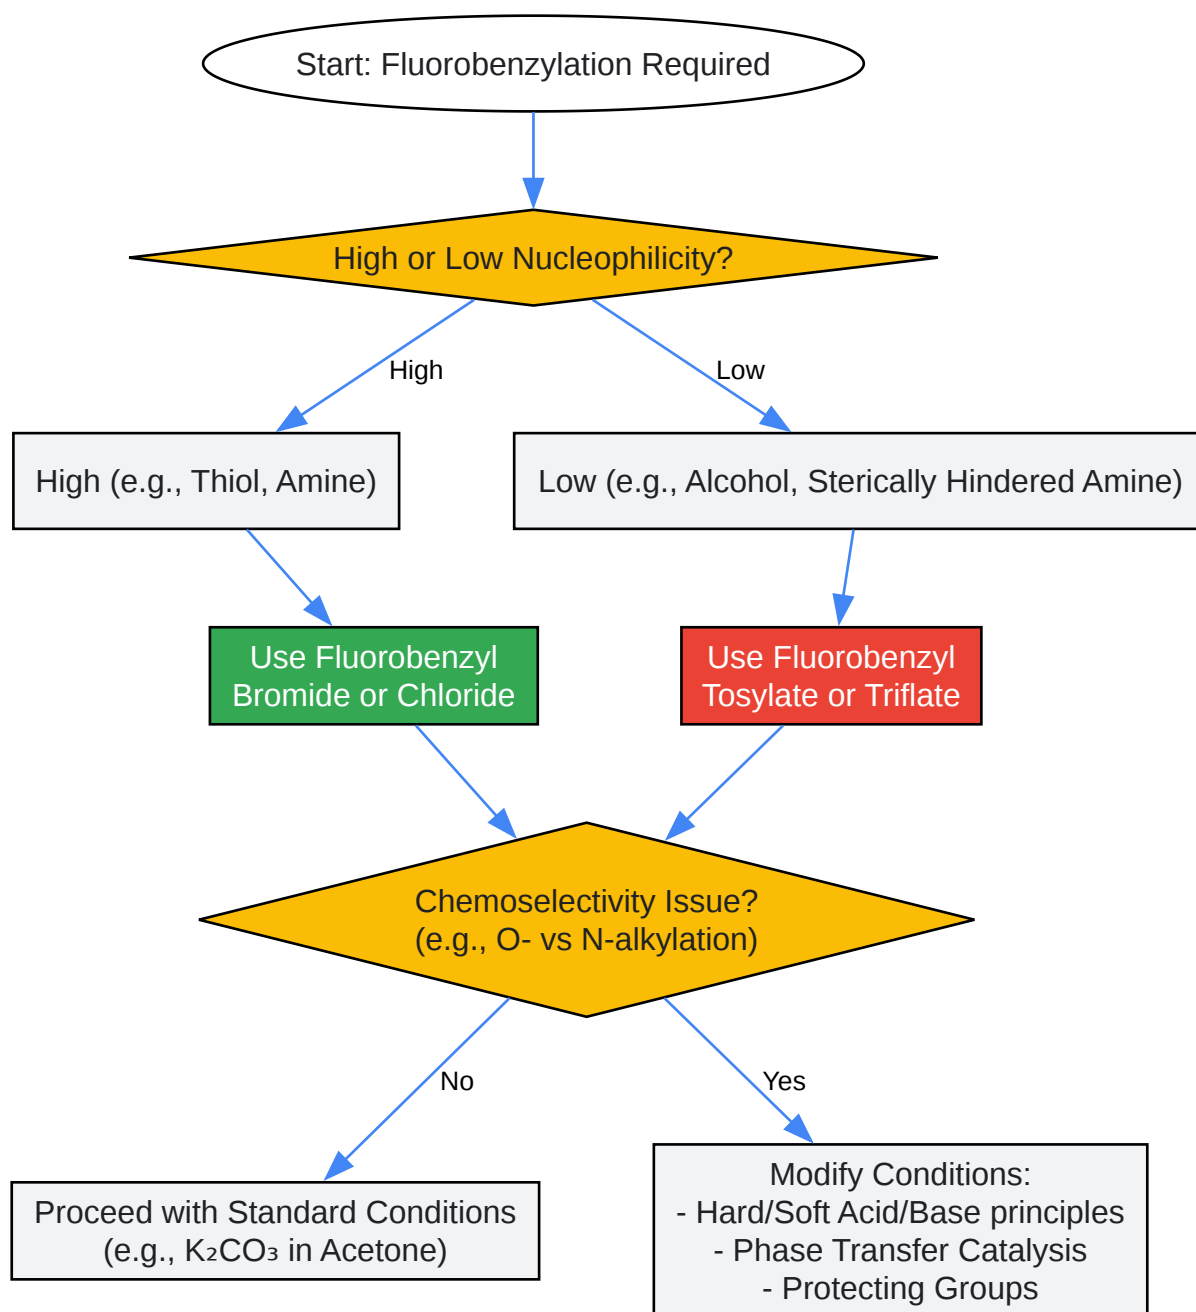 Start: Fluorobenzylation Required
High or Low Nucleophilicity?
High
Low
High (e.g., Thiol, Amine)
Low (e.g., Alcohol, Sterically Hindered Amine)
Use Fluorobenzyl
Bromide or Chloride
Use Fluorobenzyl
Tosylate or Triflate
Chemoselectivity Issue?
(e.g., O- vs N-alkylation)
No
Yes
Proceed with Standard Conditions
(e.g., K₂CO₃ in Acetone)
Modify Conditions:
- Hard/Soft Acid/Base principles
- Phase Transfer Catalysis
- Protecting Groups